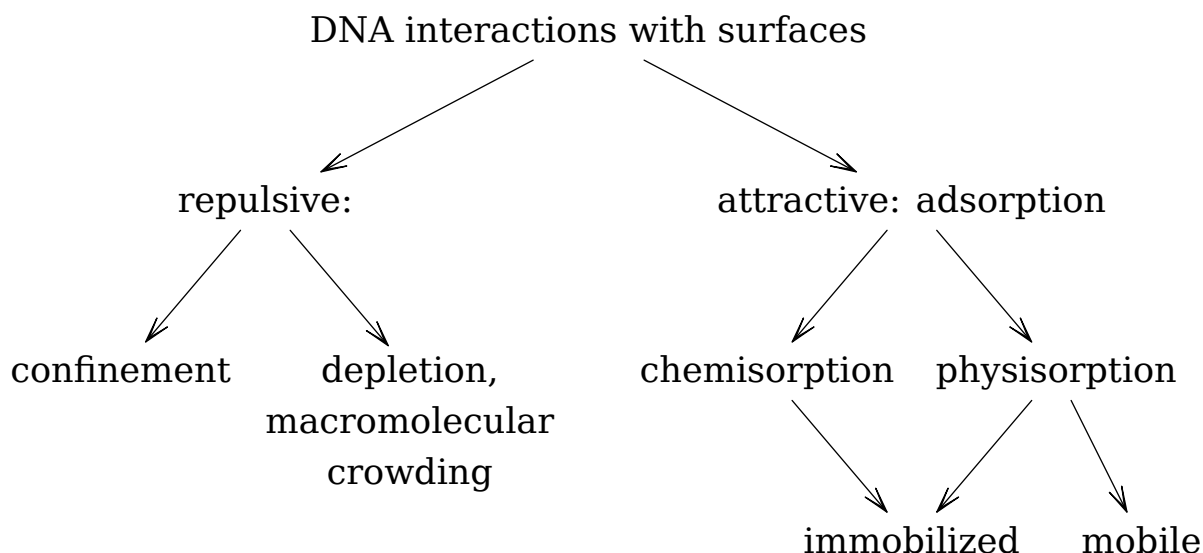 DNA interactions with surfaces
repulsive:
attractive: adsorption
confinement
depletion,
macromolecular
crowding
chemisorption
physisorption
immobilized
mobile